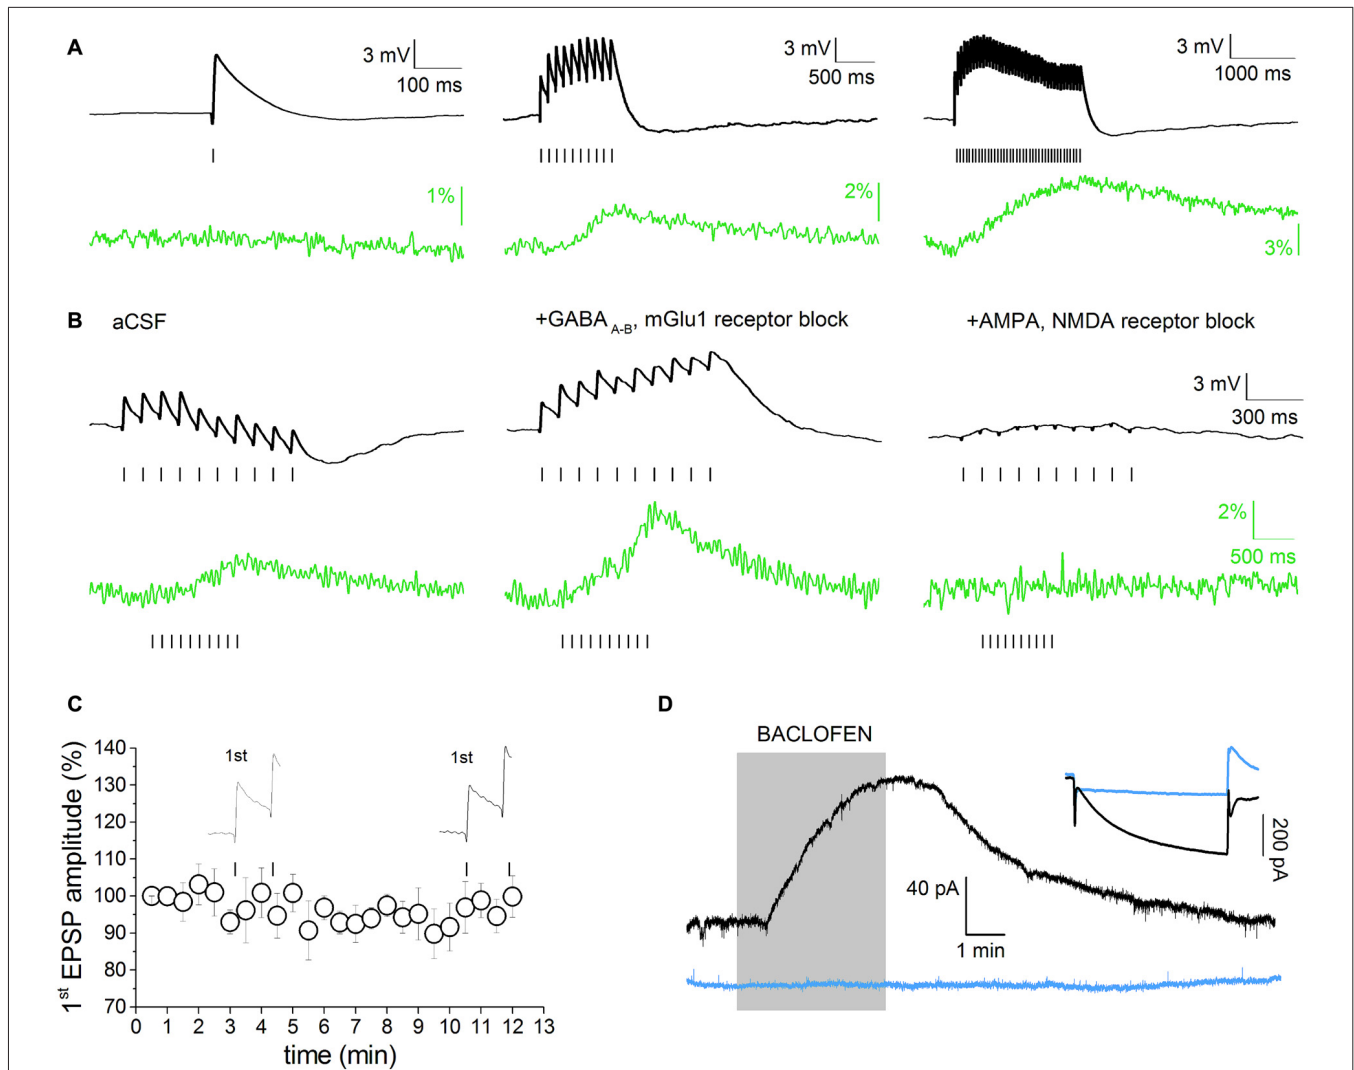 A
3 mV
100 ms
3 mV
500 ms
3 mV
1000 ms
1%
2%
3%
B
aCSF
+GABA A-B, mGlu1 receptor block
+AMPA, NMDA receptor block
3 mV
300 ms
2%
500 ms
C
1st EPSP amplitude (%)
140
130
120
110
100
90
80
70
1st
1st
0 1 2 3 4 5 6 7 8 9 10 11 12 13
time (min)
D
BACLOFEN
200 pA
40 pA
1 min